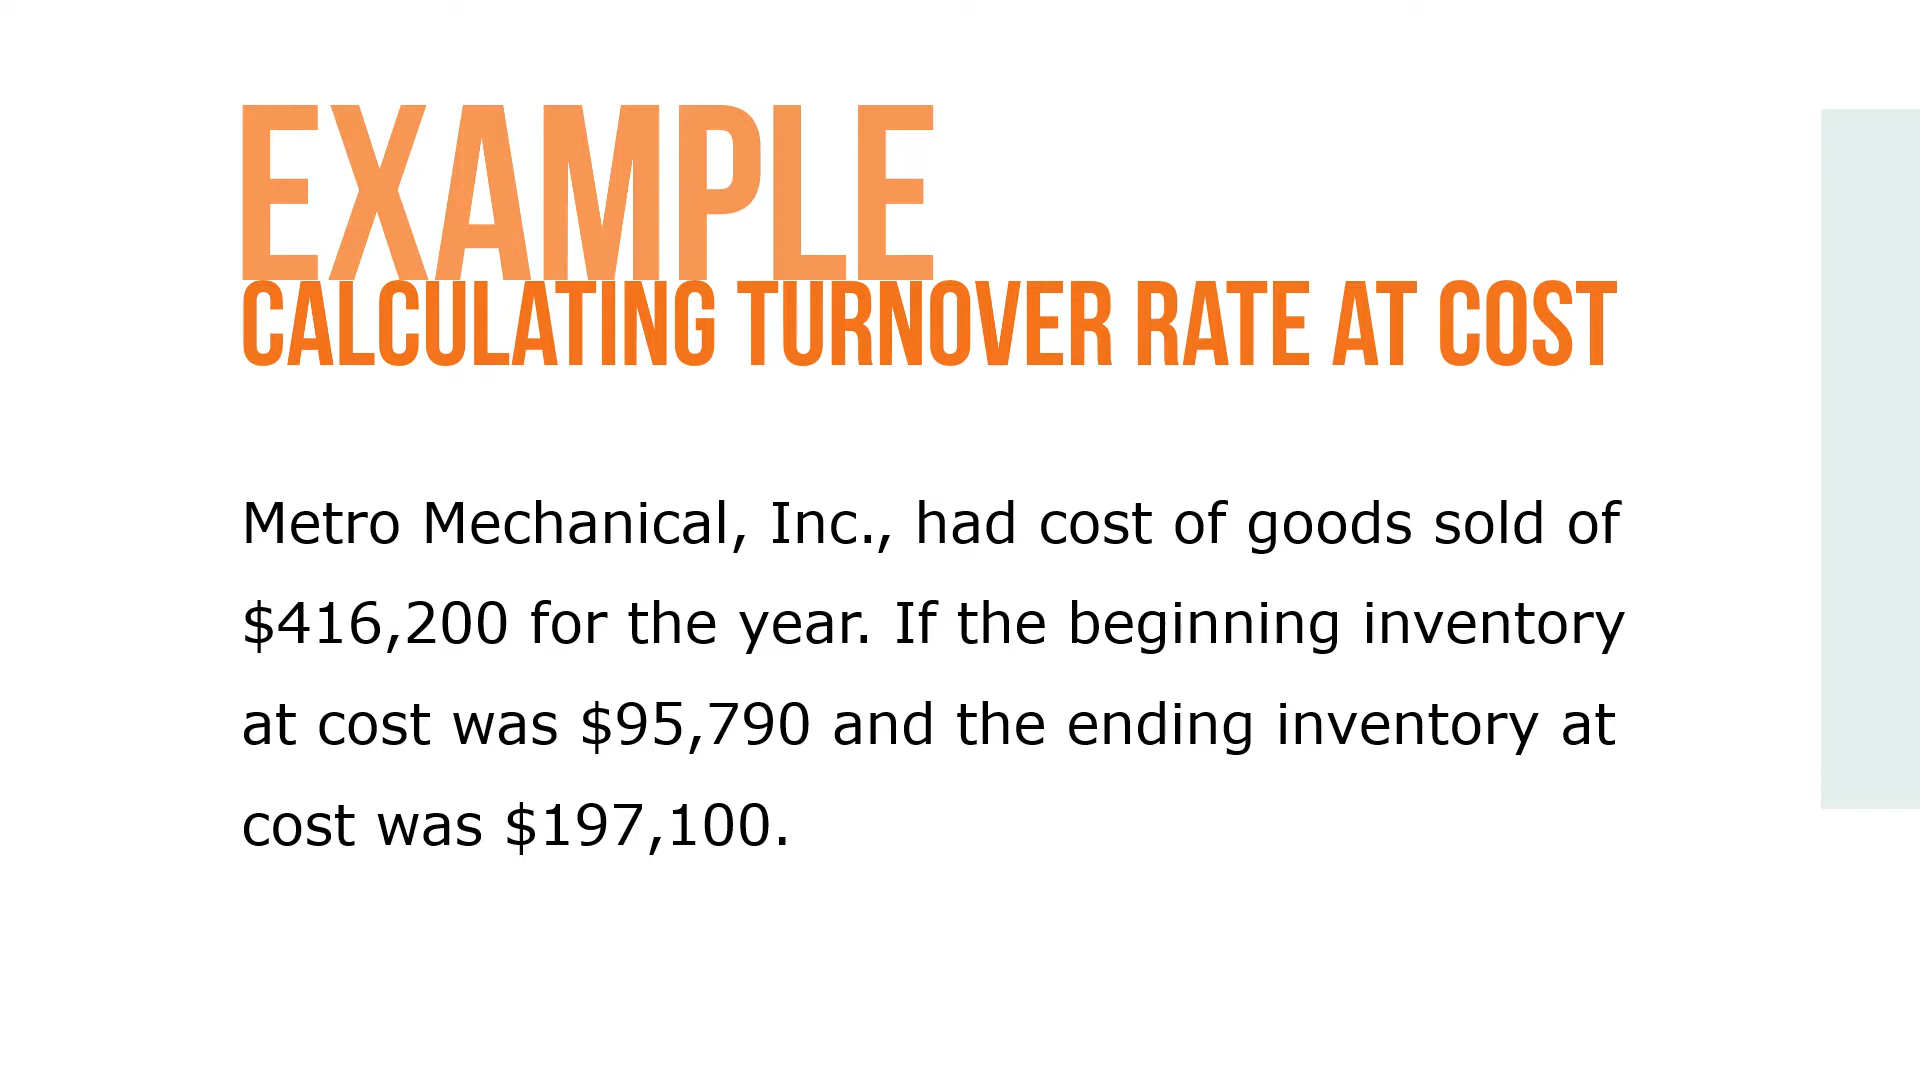 EXAMPLE
CALCULATING TURNOVER RATE AT COST
Metro Mechanical, Inc., had cost of goods sold of
$416,200 for the year. If the beginning inventory
at cost was $95,790 and the ending inventory at
cost was $197,100.